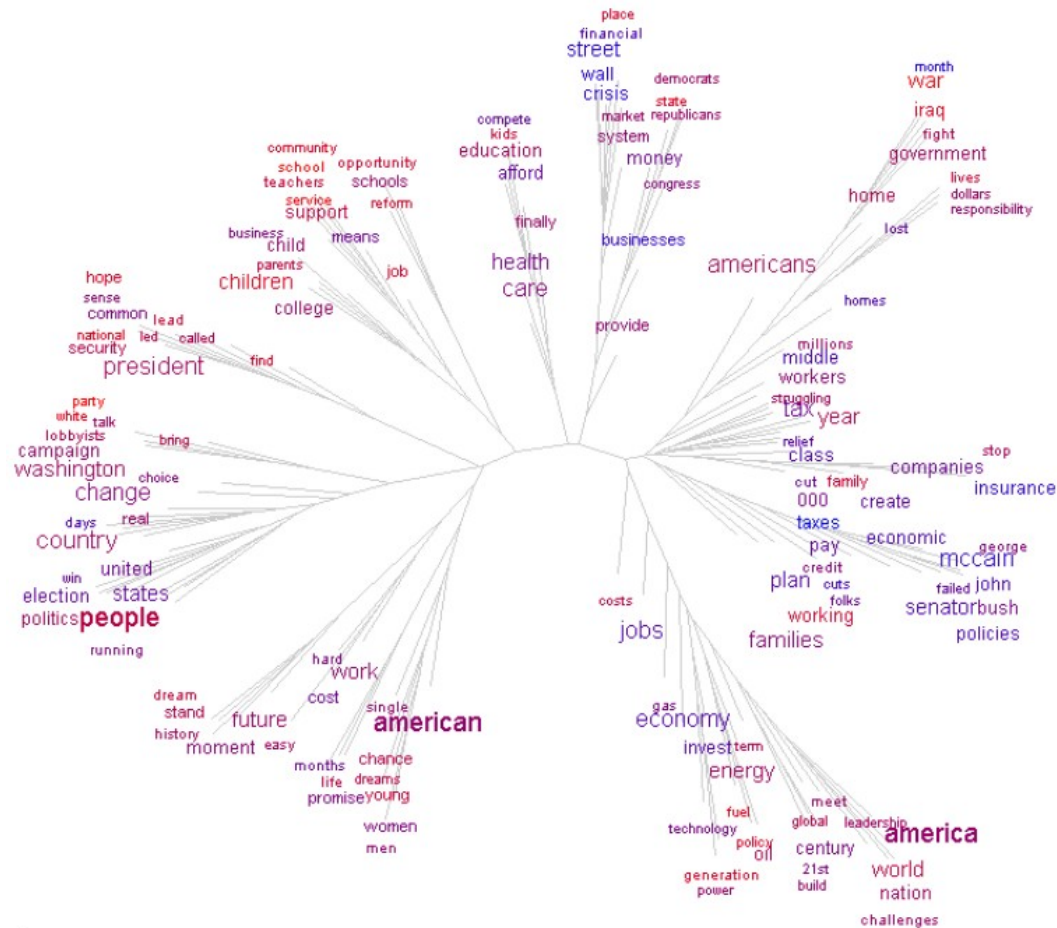 place
financial
street
wall
crisis
democrats
state
market republicans
system
money
congress
businesses
provide
month
war
iraq
fight
government
home
lives
dollars
responsibility
lost
americans
homes
compete
kids
education
afford
finally
health
care
community
school opportunity
teachers schools
service reform
support
business means
child
parents job
children
college
hope
sense
common
lead
national led called
security
president
find
millions
middle
workers
struggling
tax year
relief
class
stop
companies
insurance
cut family
000 create
taxes
economic
pay
george
mccain
credit
plan cuts
failed john
folks
senator bush
working
policies
families
party
white talk
lobbyists bring
campaign
washington
choice
change
real
days
country
united
win
election states
politics people
running
hard
work
cost
dream
stand
single
future american
history
moment easy
chance
months
life dreams
promise young
women
men
costs
jobs
gas
economy
invest term
energy
fuel
technology
policy
oil
generation
power
meet
global leadership
america
century
21st world
build nation
challenges